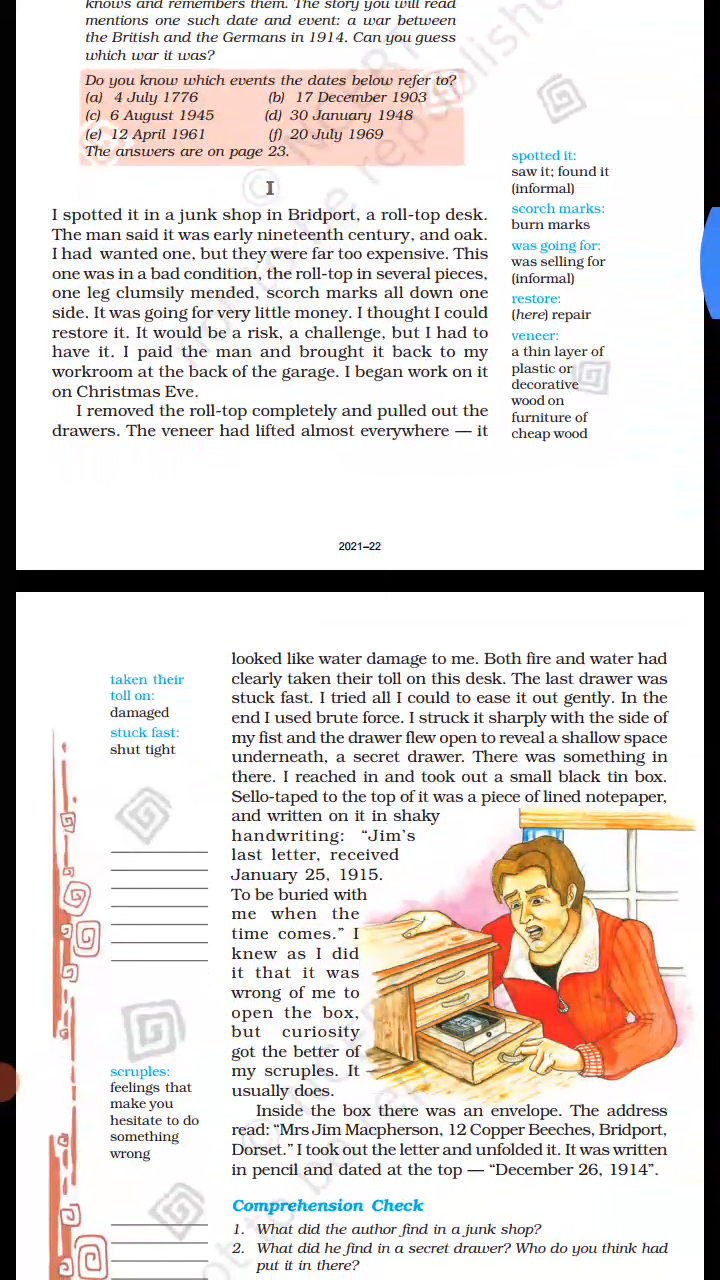 knows and remembers them. The story you will read
mentions one such date and event: a war between
the British and the Germans in 1914. Can you guess
which war it was?
Do you know which events the dates below refer to?
(a) 4 July 1776 (b) 17 December 1903
(c) 6 August 1945 (d) 30 January 1948
(e) 12 April 1961 (f) 20 July 1969
The answers are on page 23.
I
I spotted it in a junk shop in Bridport, a roll-top desk.
The man said it was early nineteenth century, and oak.
I had wanted one, but they were far too expensive. This
one was in a bad condition, the roll-top in several pieces,
one leg clumsily mended, scorch marks all down one
side. It was going for very little money. I thought I could
restore it. It would be a risk, a challenge, but I had to
have it. I paid the man and brought it back to my
workroom at the back of the garage. I began work on it
on Christmas Eve.
I removed the roll-top completely and pulled out the
drawers. The veneer had lifted almost everywhere — it
spotted it:
saw it; found it
(informal)
scorch marks:
burn marks
was going for:
was selling for
(informal)
restore:
(here) repair
veneer:
a thin layer of
plastic or
decorative
wood on
furniture of
cheap wood
2021–22
taken their
toll on:
damaged
stuck fast:
shut tight
looked like water damage to me. Both fire and water had
clearly taken their toll on this desk. The last drawer was
stuck fast. I tried all I could to ease it out gently. In the
end I used brute force. I struck it sharply with the side of
my fist and the drawer flew open to reveal a shallow space
underneath, a secret drawer. There was something in
there. I reached in and took out a small black tin box.
Sello-taped to the top of it was a piece of lined notepaper,
and written on it in shaky
handwriting: “Jim’s
last letter, received
January 25, 1915.
To be buried with
me when the
time comes.” I
knew as I did
it that it was
wrong of me to
open the box,
but curiosity
got the better of
my scruples. It
usually does.
scruples:
feelings that
make you
hesitate to do
something
wrong
Inside the box there was an envelope. The address
read: “Mrs Jim Macpherson, 12 Copper Beeches, Bridport,
Dorset.” I took out the letter and unfolded it. It was written
in pencil and dated at the top — “December 26, 1914”.
Comprehension Check
1. What did the author find in a junk shop?
2. What did he find in a secret drawer? Who do you think had
put it in there?